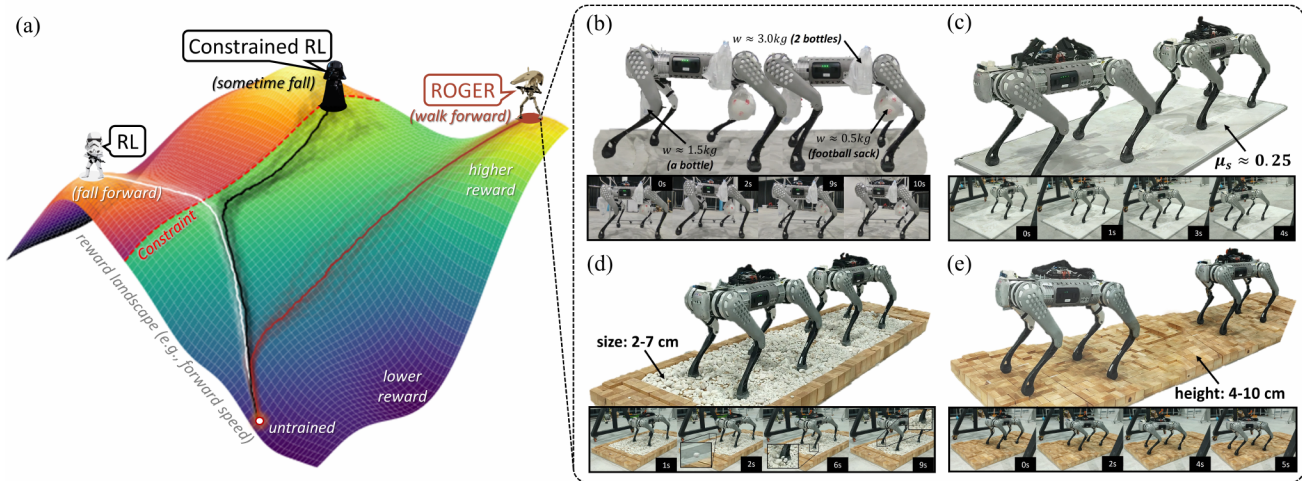 (a)
Constrained RL
(sometime fall)
ROGER
(walk forward)
RL
(fall forward)
higher
reward
Constraint
reward landscape (e.g., forward speed)
lower
reward
untrained
(b)
w ≈ 3.0kg (2 bottles)
w ≈ 1.5kg
(a bottle)
w ≈ 0.5kg
(football sack)
0s
2s
9s
10s
(c)
μs ≈ 0.25
0s
1s
3s
4s
(d)
size: 2-7 cm
1s
2s
6s
9s
(e)
height: 4-10 cm
0s
2s
4s
5s